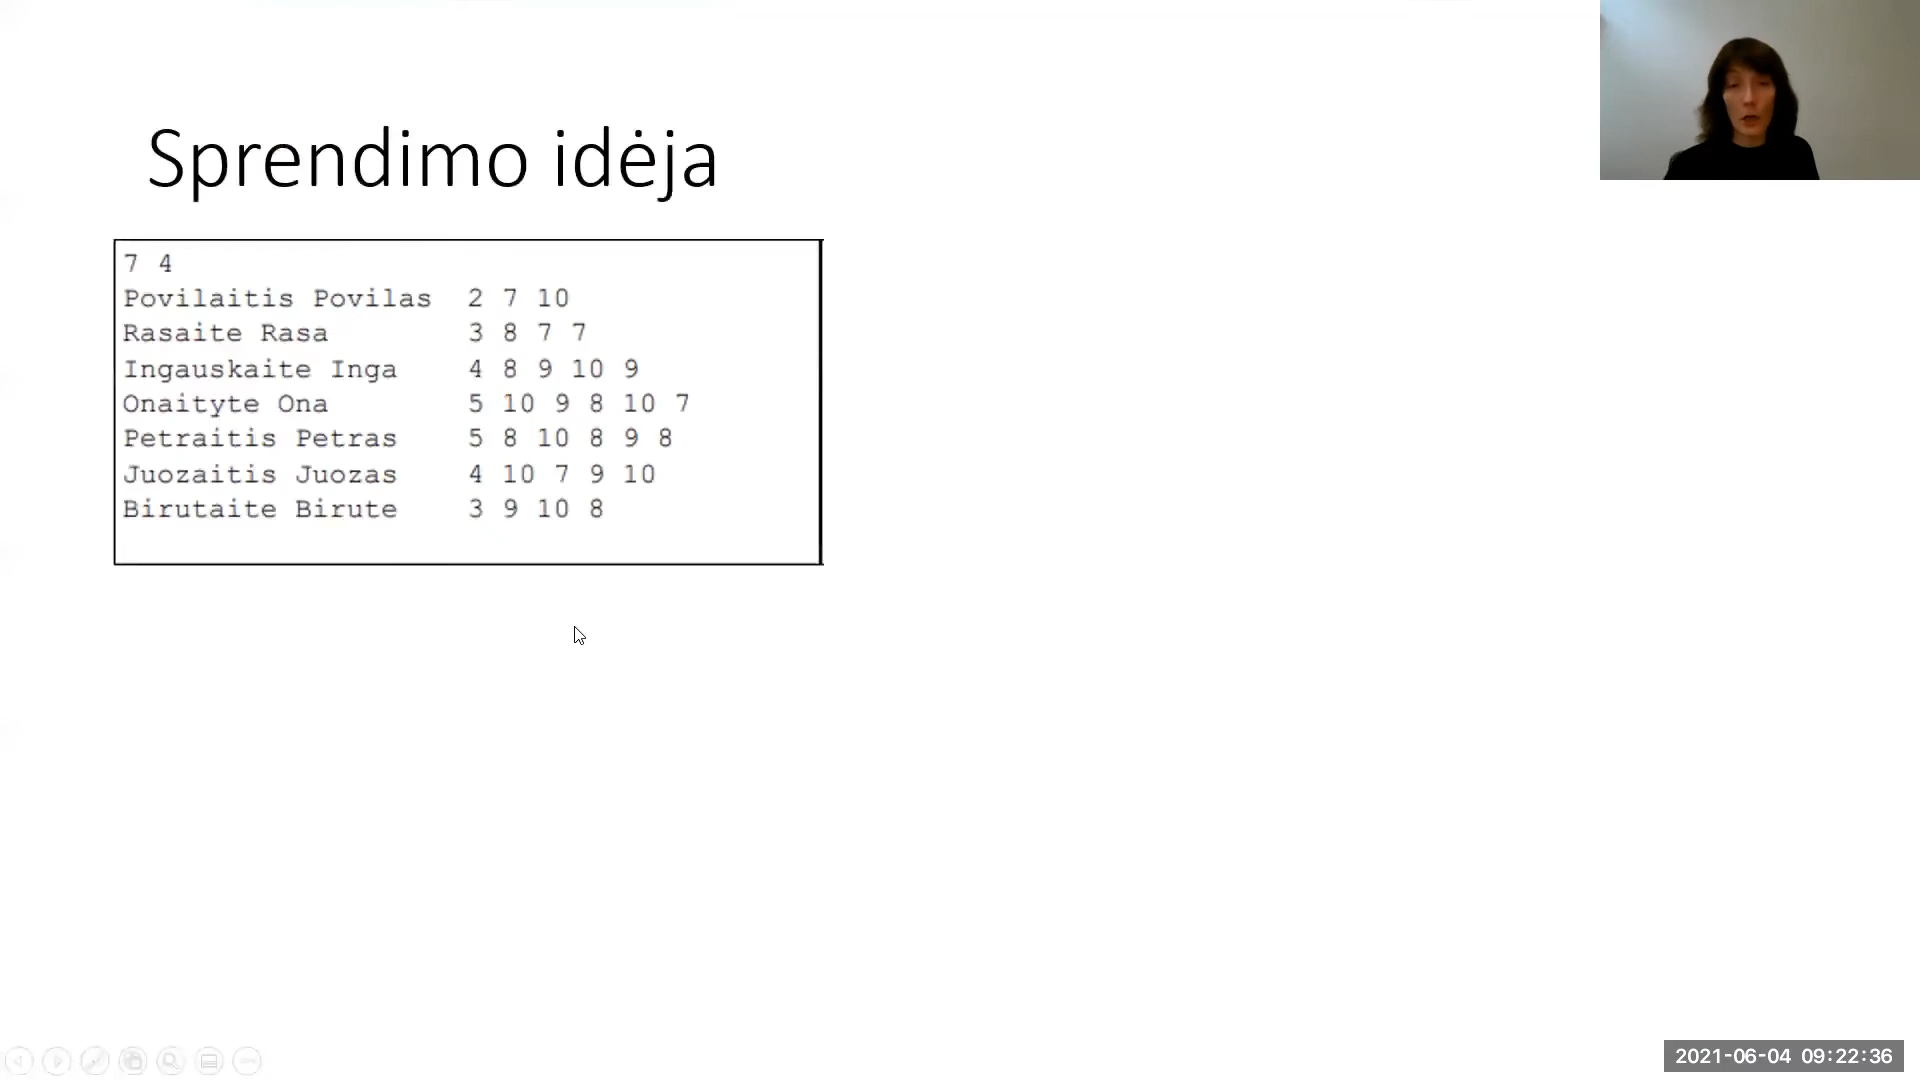 Sprendimo idėja
7 4
Povilaitis Povilas 2 7 10
Rasaite Rasa 3 8 7 7
Ingauskaite Inga 4 8 9 10 9
Onaityte Ona 5 10 9 8 10 7
Petraitis Petras 5 8 10 8 9 8
Juozaitis Juozas 4 10 7 9 10
Birutaite Birute 3 9 10 8
2021-06-04 09:22:36